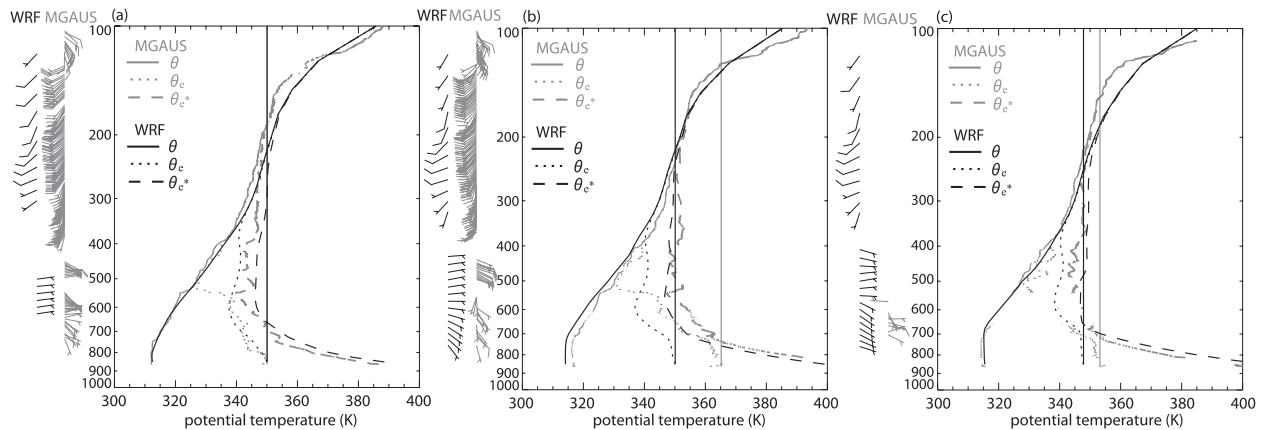 WRF MGAUS (a)
MGAUS
θ
θe
θe*
WRF
θ
θe
θe*
100
200
300
400
500
600
700
800
900
1000
300 320 340 360 380 400
potential temperature (K)
WRF MGAUS (b)
MGAUS
θ
θe
θe*
WRF
θ
θe
θe*
100
200
300
400
500
600
700
800
900
1000
300 320 340 360 380 400
potential temperature (K)
WRF MGAUS (c)
MGAUS
θ
θe
θe*
WRF
θ
θe
θe*
100
200
300
400
500
600
700
800
900
1000
300 320 340 360 380 400
potential temperature (K)